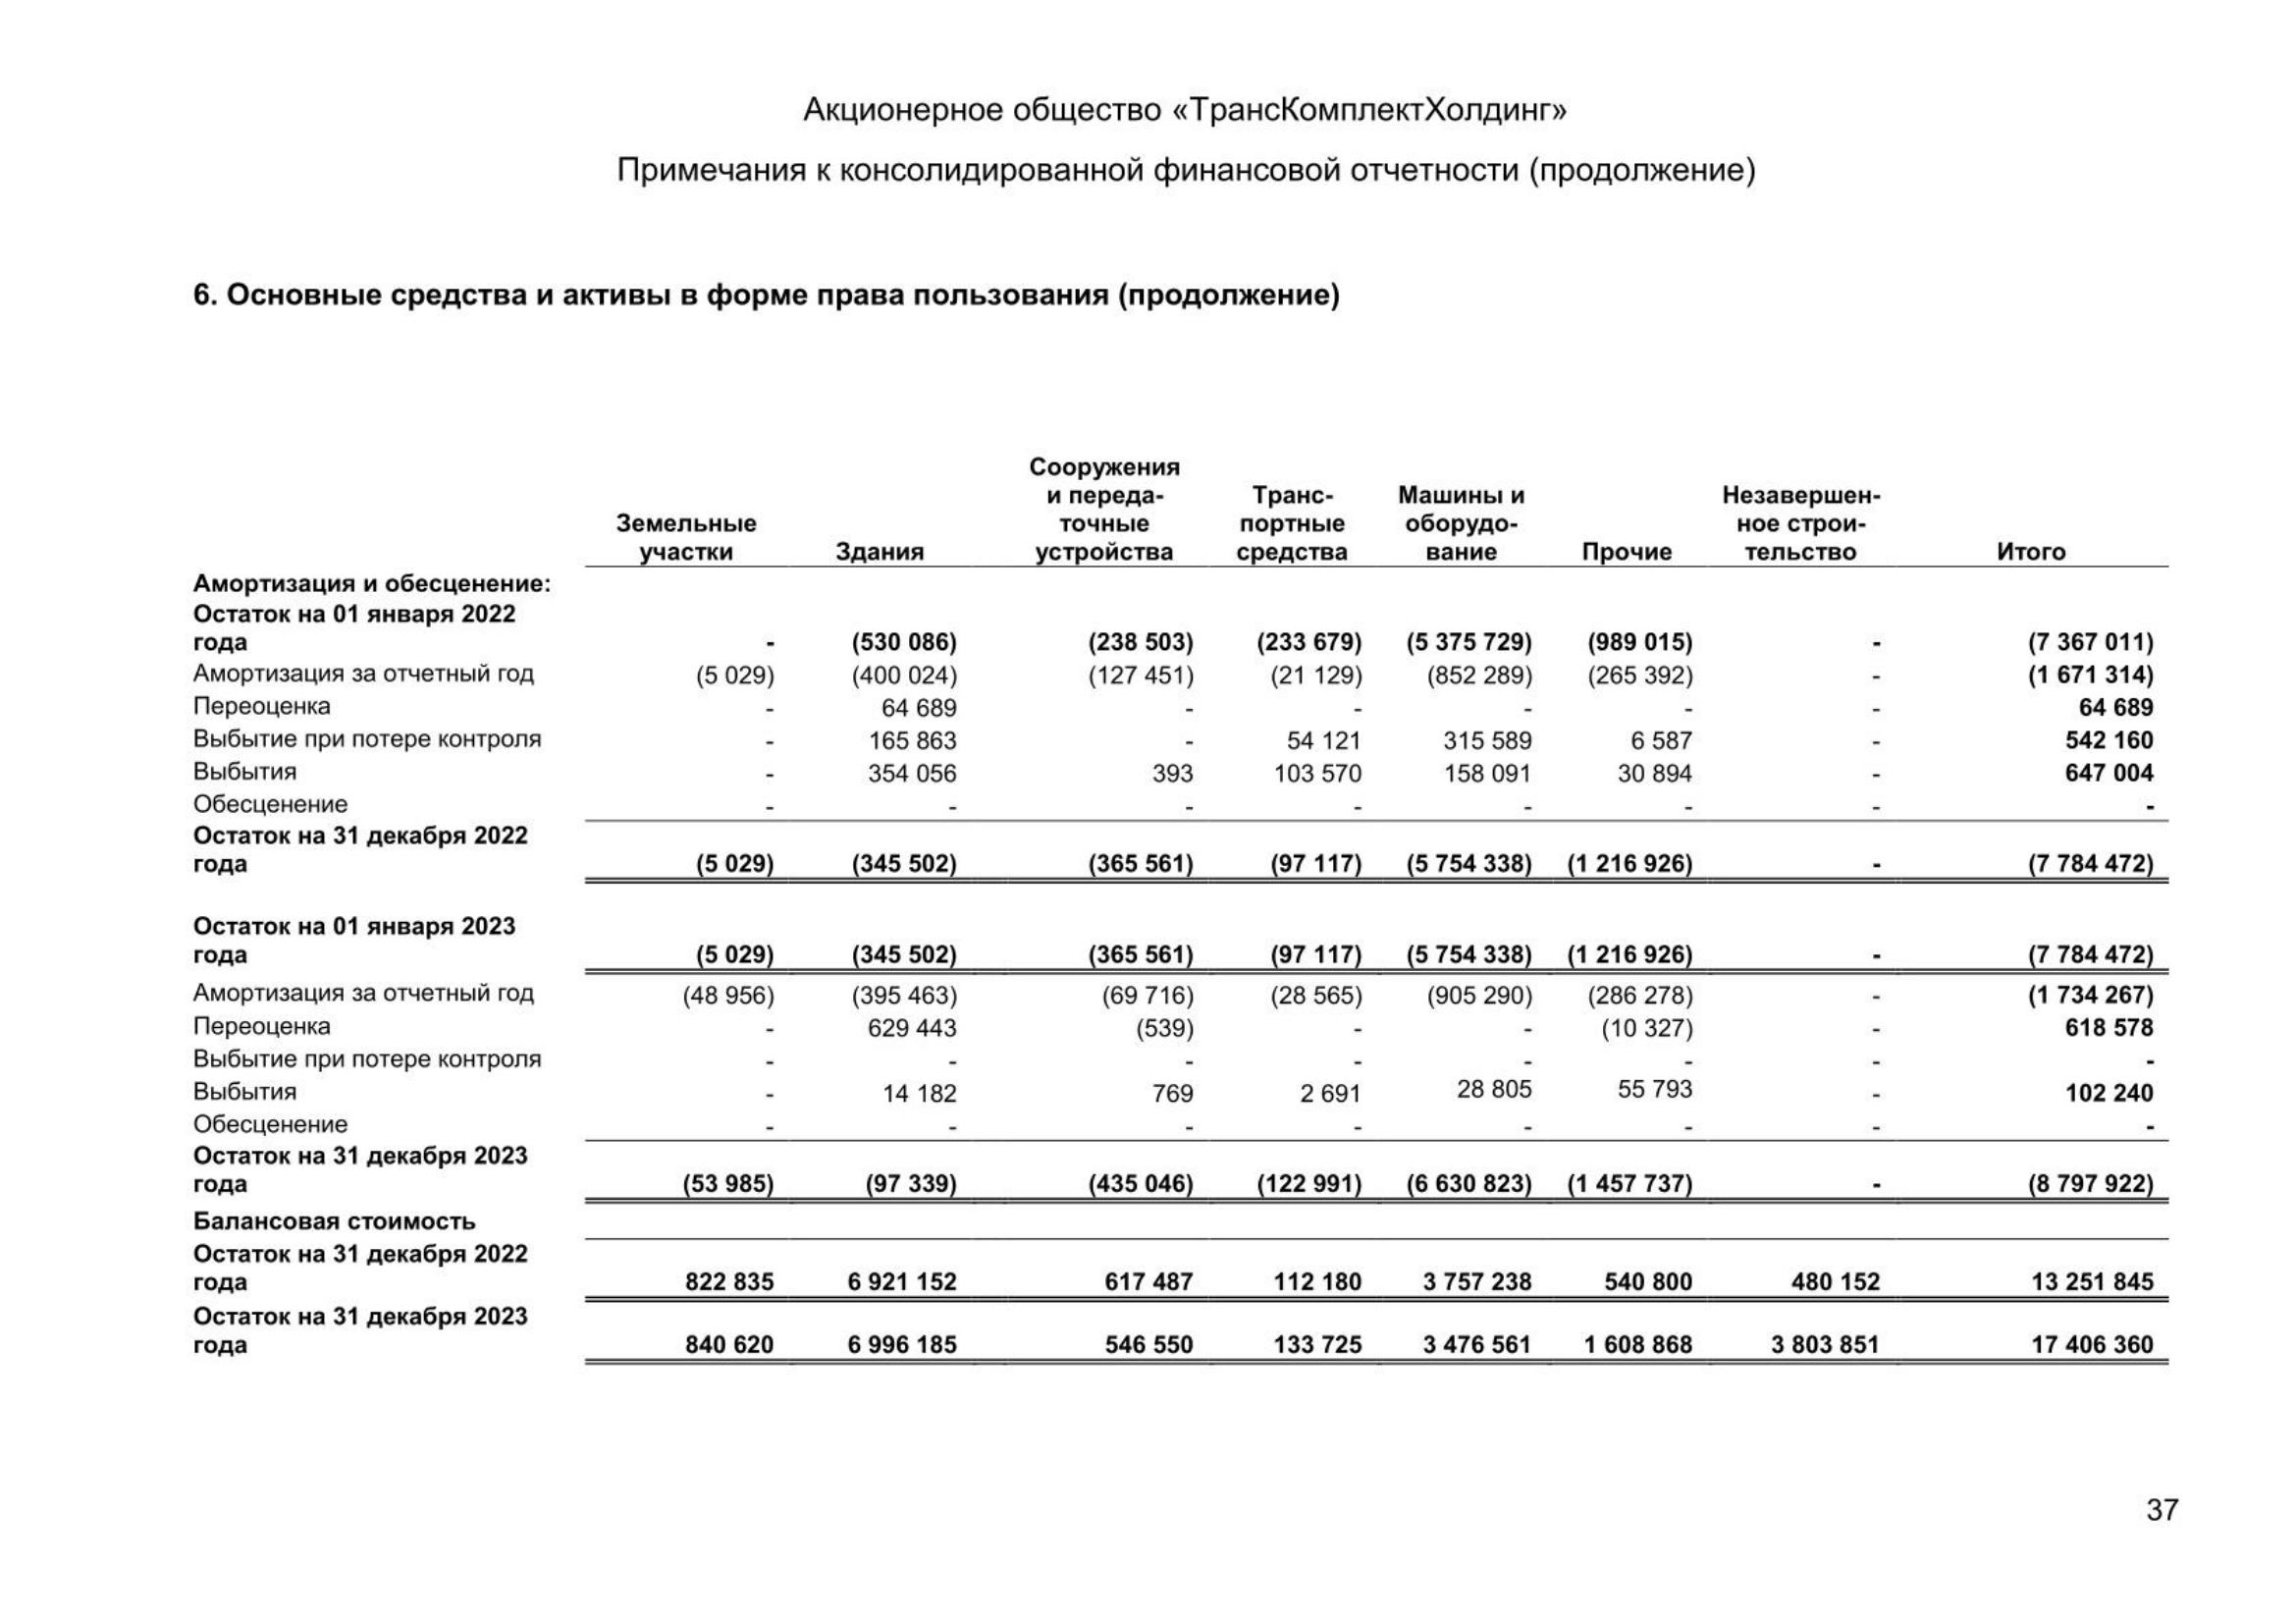 Акционерное общество «ТрансКомплектХолдинг»
Примечания к консолидированной финансовой отчетности (продолжение)
6. Основные средства и активы в форме права пользования (продолжение)
Сооружения
и переда- Транс- Машины и Незавершен-
Земельные точные портные оборудо- ное строи-
участки Здания устройства средства вание Прочие тельство Итого
Амортизация и обесценение:
Остаток на 01 января 2022
года - (530 086) (238 503) (233 679) (5 375 729) (989 015) - (7 367 011)
Амортизация за отчетный год (5 029) (400 024) (127 451) (21 129) (852 289) (265 392) - (1 671 314)
Переоценка - 64 689 - - - - - 64 689
Выбытие при потере контроля - 165 863 - 54 121 315 589 6 587 - 542 160
Выбытия - 354 056 393 103 570 158 091 30 894 - 647 004
Обесценение - - - - - - - -
Остаток на 31 декабря 2022
года (5 029) (345 502) (365 561) (97 117) (5 754 338) (1 216 926) - (7 784 472)
Остаток на 01 января 2023
года (5 029) (345 502) (365 561) (97 117) (5 754 338) (1 216 926) - (7 784 472)
Амортизация за отчетный год (48 956) (395 463) (69 716) (28 565) (905 290) (286 278) - (1 734 267)
Переоценка - 629 443 (539) - - (10 327) - 618 578
Выбытие при потере контроля - - - - - - - -
Выбытия - 14 182 769 2 691 28 805 55 793 - 102 240
Обесценение - - - - - - - -
Остаток на 31 декабря 2023
года (53 985) (97 339) (435 046) (122 991) (6 630 823) (1 457 737) - (8 797 922)
Балансовая стоимость
Остаток на 31 декабря 2022
года 822 835 6 921 152 617 487 112 180 3 757 238 540 800 480 152 13 251 845
Остаток на 31 декабря 2023
года 840 620 6 996 185 546 550 133 725 3 476 561 1 608 868 3 803 851 17 406 360
37